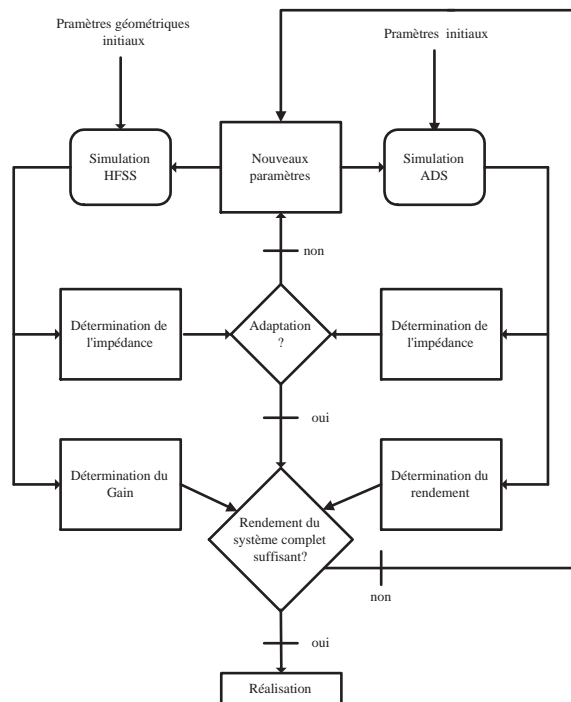 Pramètres géométriques
initiaux
Pramètres initiaux
Simulation
HFSS
Nouveaux
paramètres
Simulation
ADS
non
Détermination de
l'impédance
Adaptation
?
Détermination de
l'impédance
oui
Détermination du
Gain
Détermination du
rendement
Rendement du
système complet
suffisant?
non
oui
Réalisation